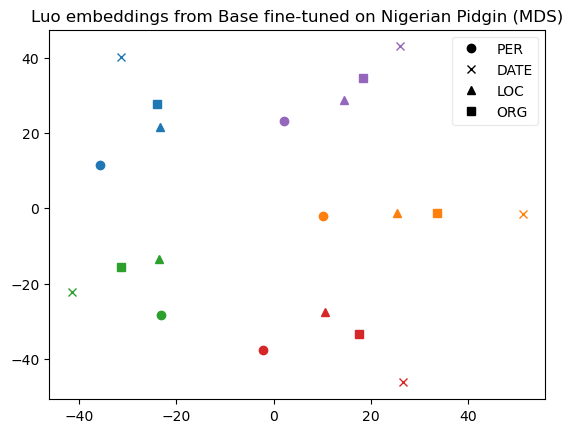 Luo embeddings from Base fine-tuned on Nigerian Pidgin (MDS)
PER
DATE
LOC
ORG
40
20
0
−20
−40
−40
−20
0
20
40